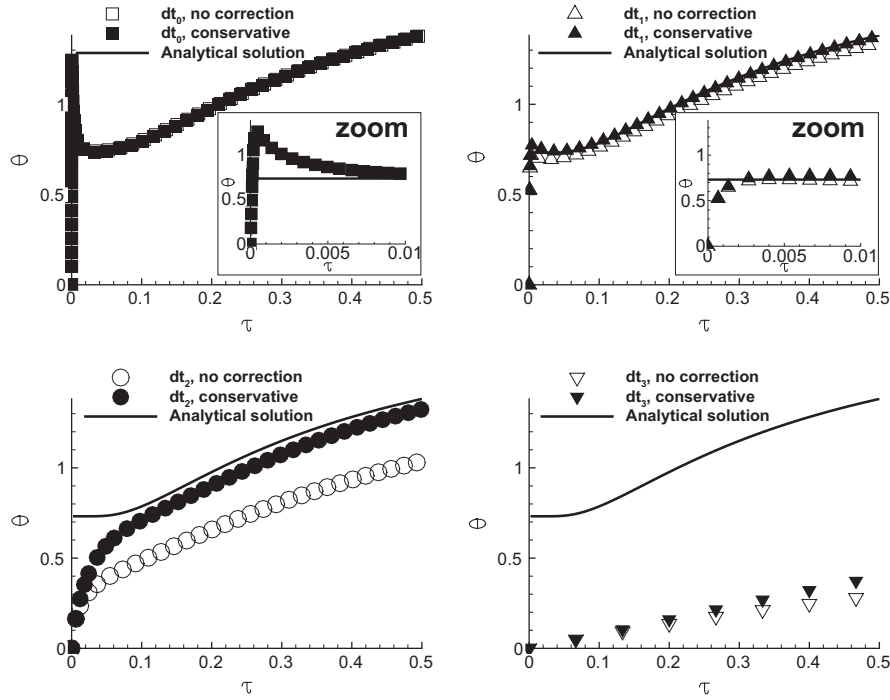 dt0, no correction
dt0, conservative
Analytical solution
1
0.5
0
θ
0 0.1 0.2 0.3 0.4 0.5
τ
zoom
1
0.5
0
θ
0 0.005 0.01
τ
dt1, no correction
dt1, conservative
Analytical solution
1
0.5
0
θ
0 0.1 0.2 0.3 0.4 0.5
τ
zoom
1
0.5
0
θ
0 0.005 0.01
τ
dt2, no correction
dt2, conservative
Analytical solution
1
0.5
0
θ
0 0.1 0.2 0.3 0.4 0.5
τ
dt3, no correction
dt3, conservative
Analytical solution
1
0.5
0
θ
0 0.1 0.2 0.3 0.4 0.5
τ